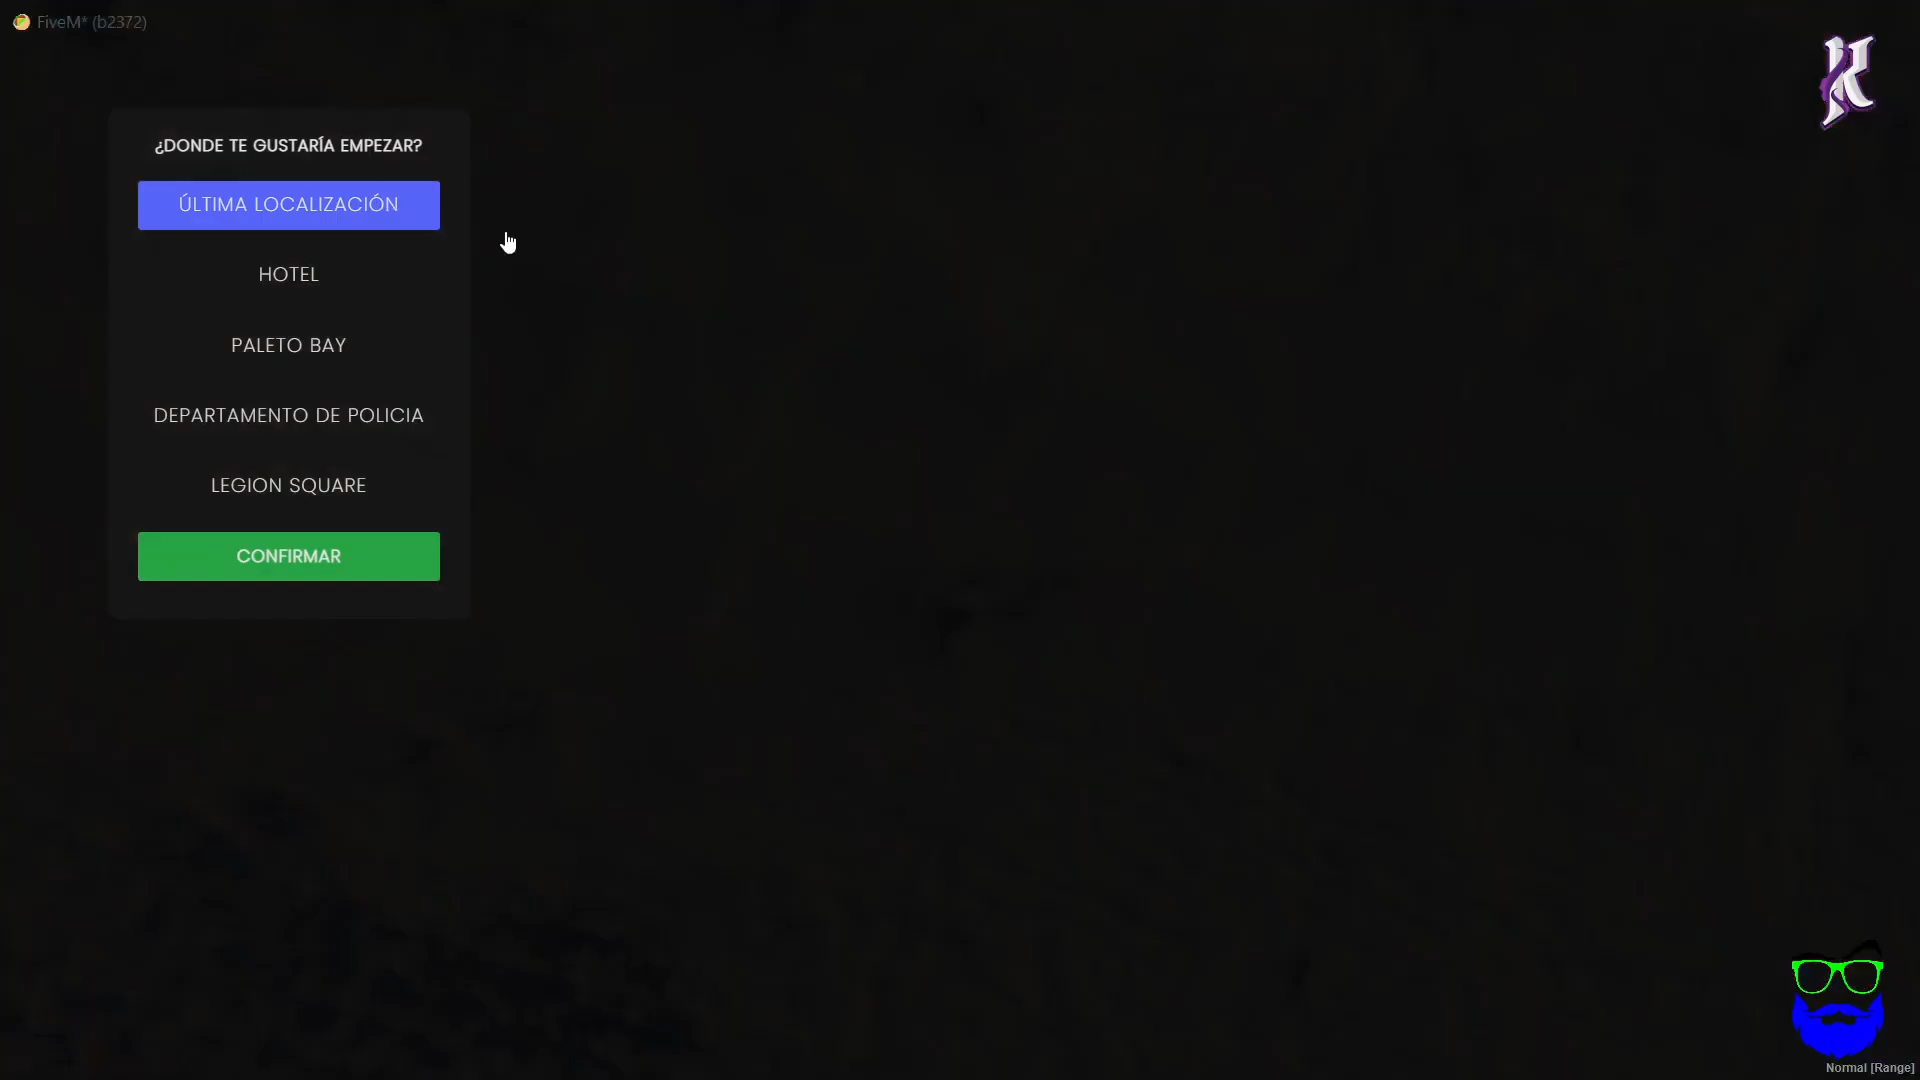 FiveM* (b2372)
¿DONDE TE GUSTARÍA EMPEZAR?
ÚLTIMA LOCALIZACIÓN
HOTEL
PALETO BAY
DEPARTAMENTO DE POLICIA
LEGION SQUARE
CONFIRMAR
Normal [Range]